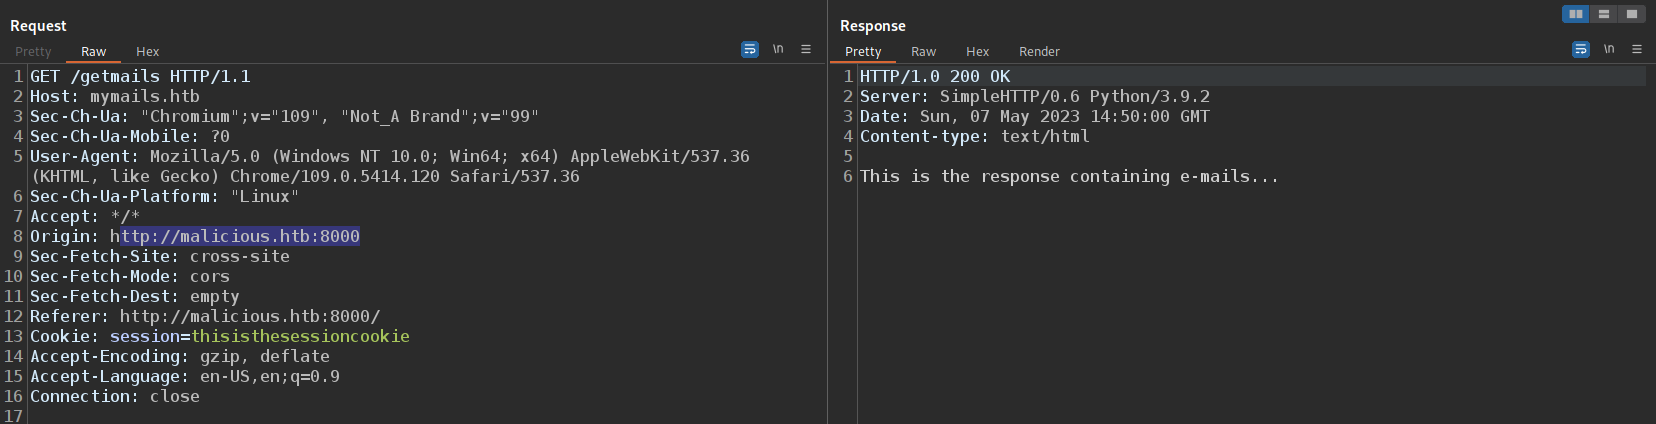 Request
Pretty Raw Hex \n
1 GET /getmails HTTP/1.1
2 Host: mymails.htb
3 Sec-Ch-Ua: "Chromium";v="109", "Not_A Brand";v="99"
4 Sec-Ch-Ua-Mobile: ?0
5 User-Agent: Mozilla/5.0 (Windows NT 10.0; Win64; x64) AppleWebKit/537.36
(KHTML, like Gecko) Chrome/109.0.5414.120 Safari/537.36
6 Sec-Ch-Ua-Platform: "Linux"
7 Accept: */*
8 Origin: http://malicious.htb:8000
9 Sec-Fetch-Site: cross-site
10 Sec-Fetch-Mode: cors
11 Sec-Fetch-Dest: empty
12 Referer: http://malicious.htb:8000/
13 Cookie: session=thisisthesessioncookie
14 Accept-Encoding: gzip, deflate
15 Accept-Language: en-US,en;q=0.9
16 Connection: close
17
Response
Pretty Raw Hex Render \n
1 HTTP/1.0 200 OK
2 Server: SimpleHTTP/0.6 Python/3.9.2
3 Date: Sun, 07 May 2023 14:50:00 GMT
4 Content-type: text/html
5
6 This is the response containing e-mails...